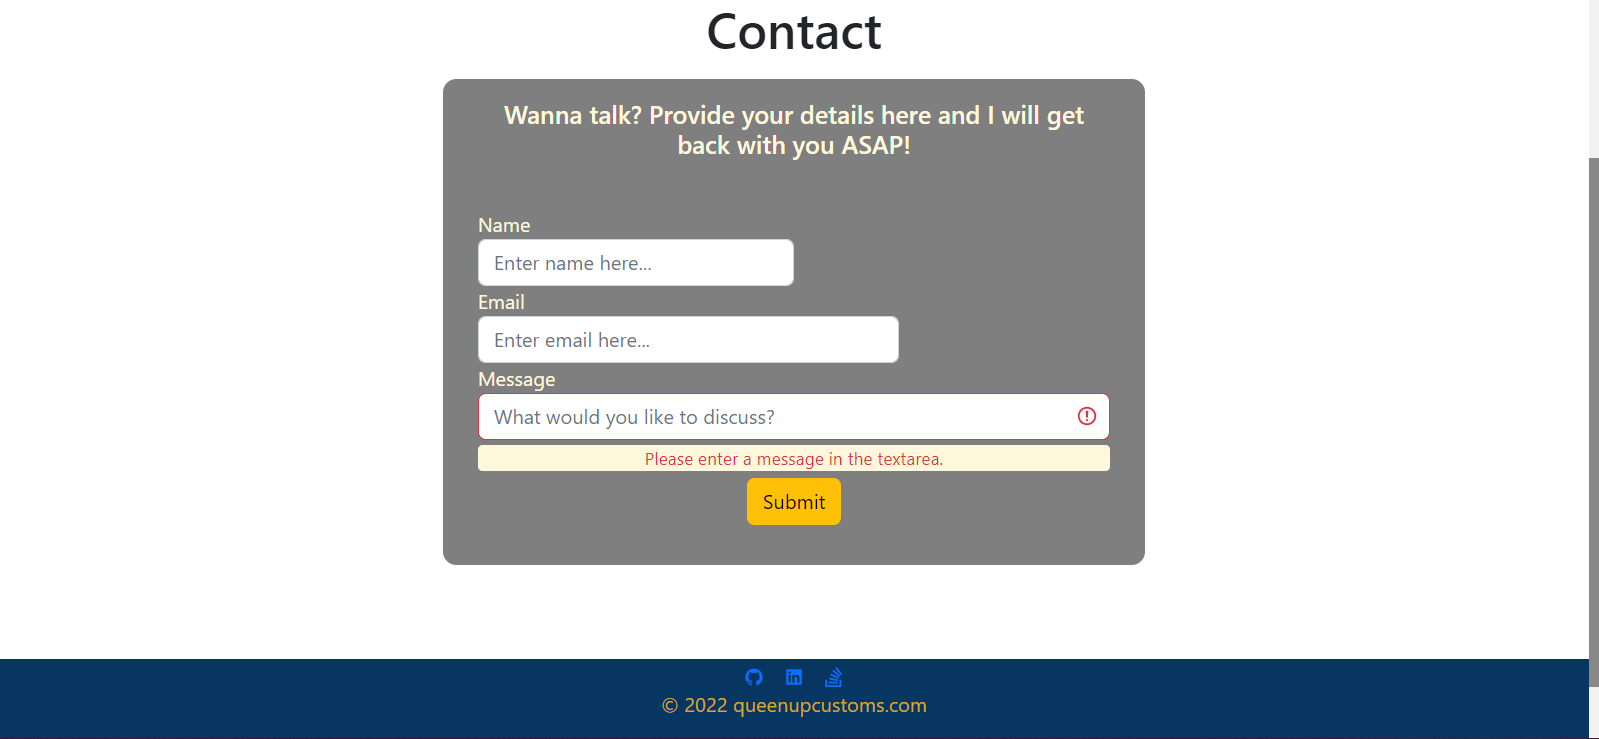 Contact
Wanna talk? Provide your details here and I will get
back with you ASAP!
Name
Enter name here...
Email
Enter email here...
Message
What would you like to discuss?
Please enter a message in the textarea.
Submit
© 2022 queenupcustoms.com